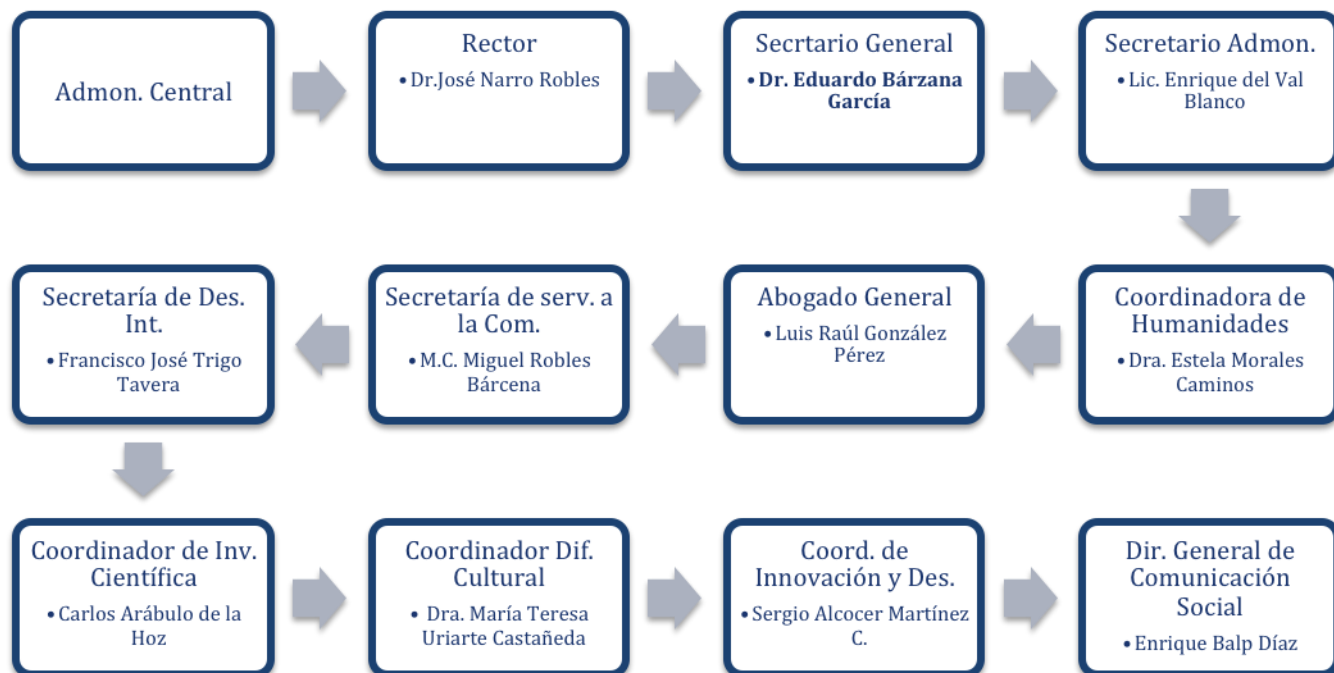 Admon. Central
Rector
• Dr.José Narro Robles
Secrtario General
• Dr. Eduardo Bárzana
García
Secretario Admon.
• Lic. Enrique del Val
Blanco
Coordinadora de
Humanidades
• Dra. Estela Morales
Caminos
Abogado General
• Luis Raúl González
Pérez
Secretaría de serv. a
la Com.
• M.C. Miguel Robles
Bárcena
Secretaría de Des.
Int.
• Francisco José Trigo
Tavera
Coordinador de Inv.
Científica
• Carlos Arábulo de la
Hoz
Coordinador Dif.
Cultural
• Dra. María Teresa
Uriarte Castañeda
Coord. de
Innovación y Des.
• Sergio Alcocer Martínez
C.
Dir. General de
Comunicación
Social
• Enrique Balp Díaz